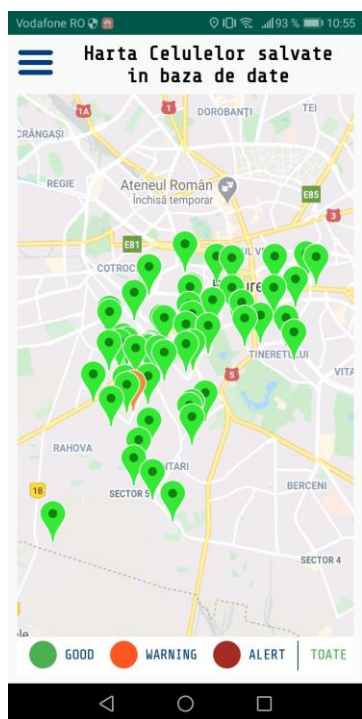 Vodafone RO 93 % 10:55
Harta Celulelor salvate
in baza de date
1A
DOROBANȚI
TEI
CRÂNGAȘI
REGIE
Ateneul Român
Închisă temporar
E85
3
E81
COTROC
TINERETULUI
5
VITA
RAHOVA
18
SECTOR 5
BERCENI
SECTOR 4
GOOD WARNING ALERT TOATE